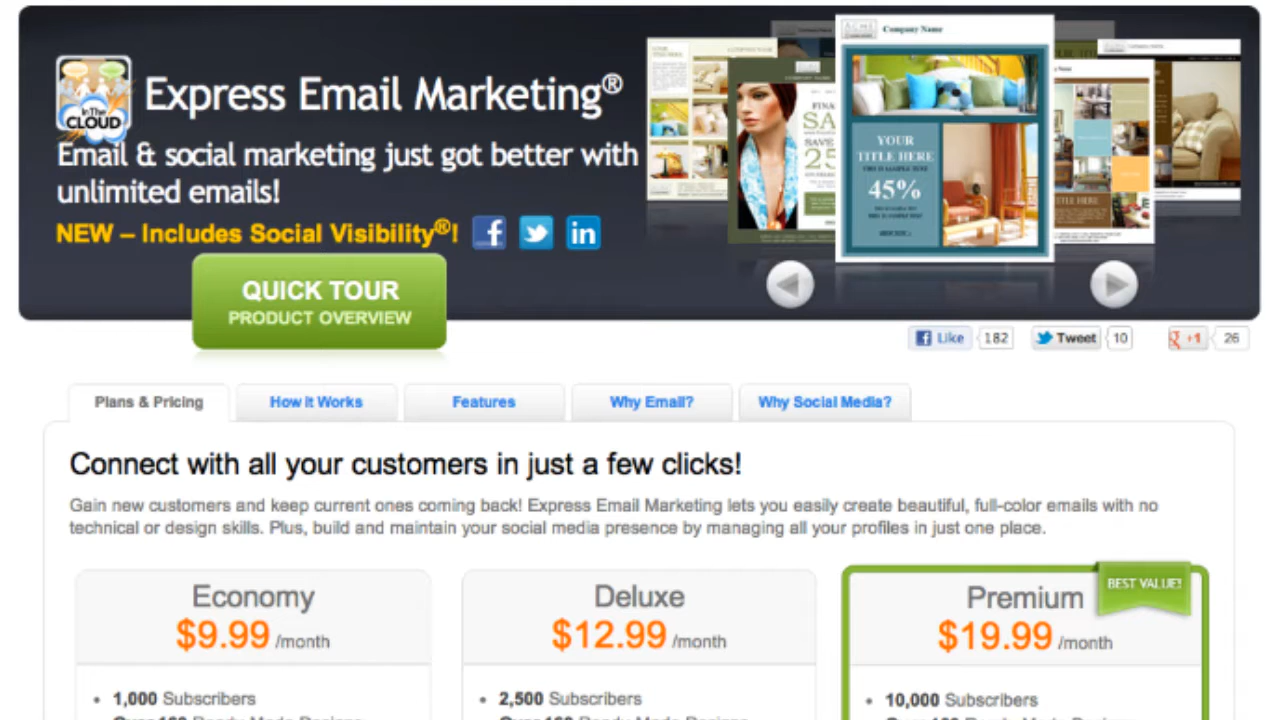 In The
CLOUD
Express Email Marketing®
Email & social marketing just got better with
unlimited emails!
NEW – Includes Social Visibility®!
QUICK TOUR
PRODUCT OVERVIEW
ACME
Company Name
YOUR
TITLE HERE
THIS IS SAMPLE TEXT
45%
Like
182
Tweet
10
+1
26
Plans & Pricing
How it Works
Features
Why Email?
Why Social Media?
Connect with all your customers in just a few clicks!
Gain new customers and keep current ones coming back! Express Email Marketing lets you easily create beautiful, full-color emails with no
technical or design skills. Plus, build and maintain your social media presence by managing all your profiles in just one place.
Economy
$9.99 /month
1,000 Subscribers
Deluxe
$12.99 /month
2,500 Subscribers
BEST VALUE!
Premium
$19.99 /month
10,000 Subscribers